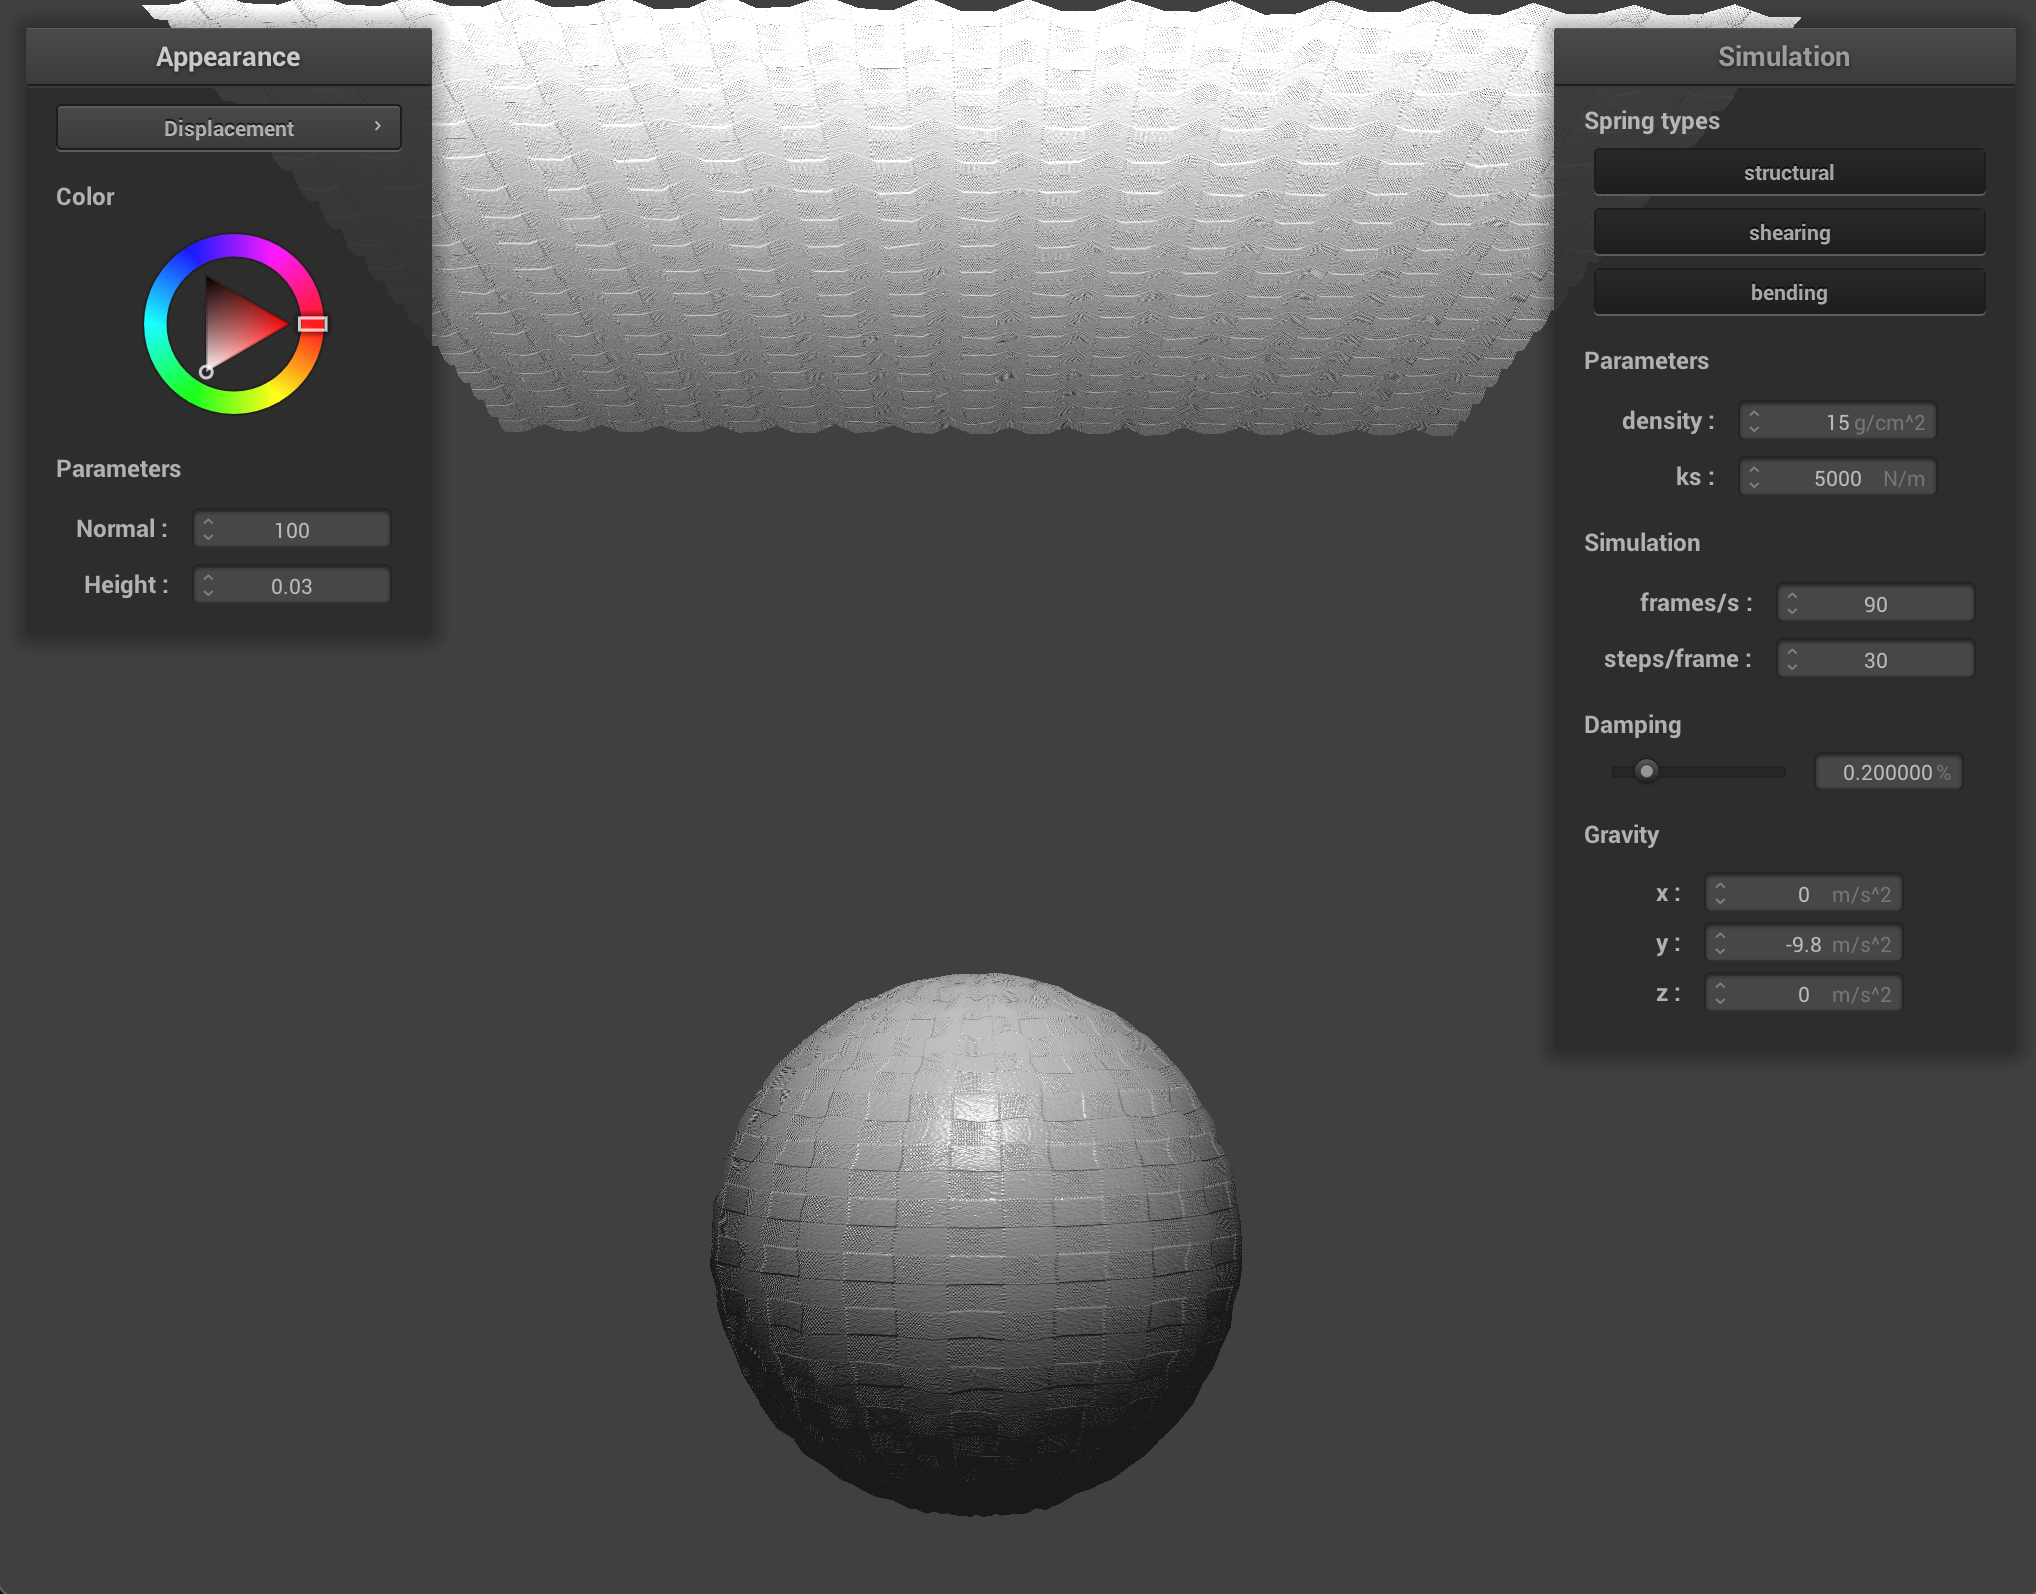 Appearance
Displacement
Color
Parameters
Normal : 100
Height : 0.03
Simulation
Spring types
structural
shearing
bending
Parameters
density : 15 g/cm^2
ks : 5000 N/m
Simulation
frames/s : 90
steps/frame : 30
Damping
0.200000 %
Gravity
x : 0 m/s^2
y : -9.8 m/s^2
z : 0 m/s^2